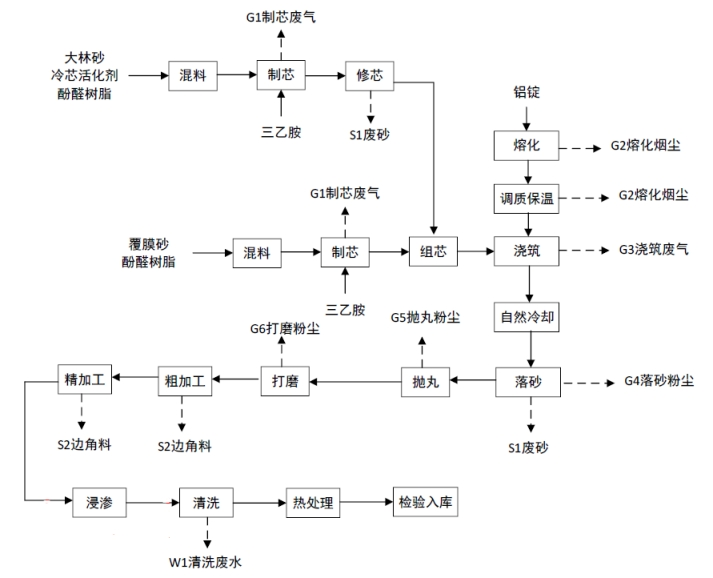 G1制芯废气
大林砂
冷芯活化剂
酚醛树脂
混料
制芯
修芯
三乙胺
S1废砂
铝锭
熔化
G2熔化烟尘
调质保温
G2熔化烟尘
G1制芯废气
覆膜砂
酚醛树脂
混料
制芯
组芯
浇筑
G3浇筑废气
三乙胺
自然冷却
G6打磨粉尘
G5抛丸粉尘
精加工
粗加工
打磨
抛丸
落砂
G4落砂粉尘
S2边角料
S2边角料
S1废砂
浸渗
清洗
热处理
检验入库
W1清洗废水